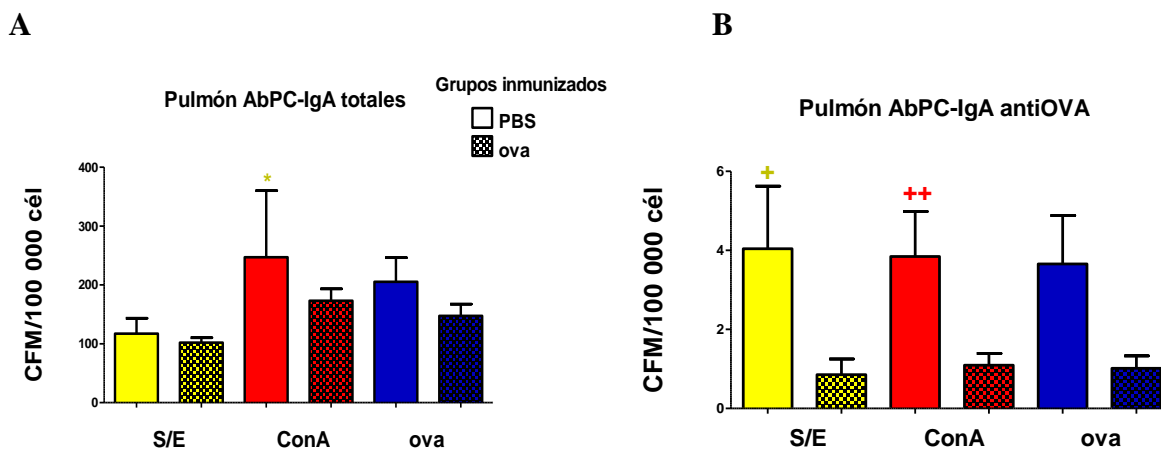 A
B
Pulmón AbPC-IgA totales
Grupos inmunizados
PBS
ova
Pulmón AbPC-IgA antiOVA
CFM/100 000 cél
400
300
200
100
0
*
S/E
ConA
ova
CFM/100 000 cél
6
4
2
0
+
++
S/E
ConA
ova